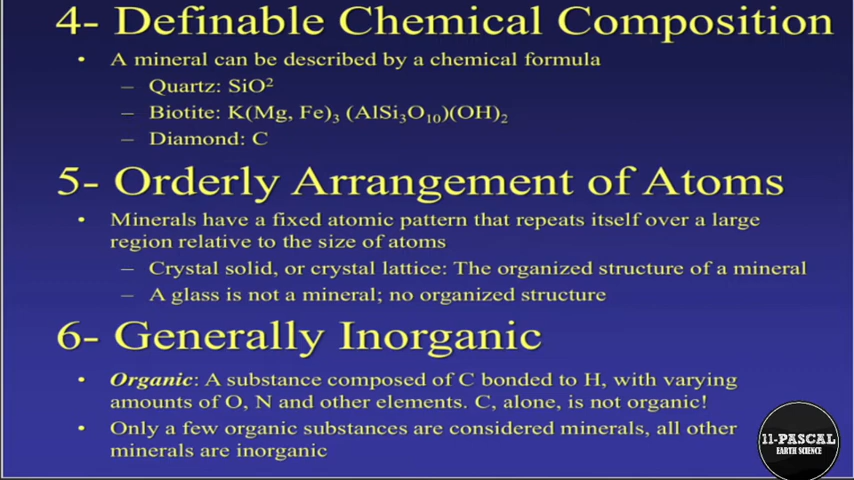 4- Definable Chemical Composition
• A mineral can be described by a chemical formula
– Quartz: SiO²
– Biotite: K(Mg, Fe)₃ (AlSi₃O₁₀)(OH)₂
– Diamond: C
5- Orderly Arrangement of Atoms
• Minerals have a fixed atomic pattern that repeats itself over a large
region relative to the size of atoms
– Crystal solid, or crystal lattice: The organized structure of a mineral
– A glass is not a mineral; no organized structure
6- Generally Inorganic
• Organic: A substance composed of C bonded to H, with varying
amounts of O, N and other elements. C, alone, is not organic!
• Only a few organic substances are considered minerals, all other
minerals are inorganic
11-PASCAL
EARTH SCIENCE